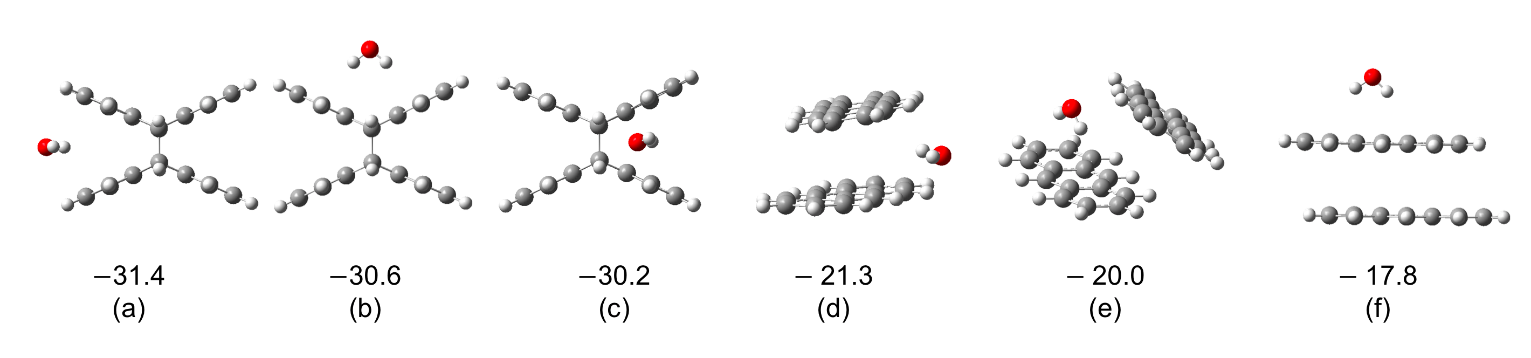 −31.4 −30.6 −30.2 − 21.3 − 20.0 − 17.8
(a) (b) (c) (d) (e) (f)